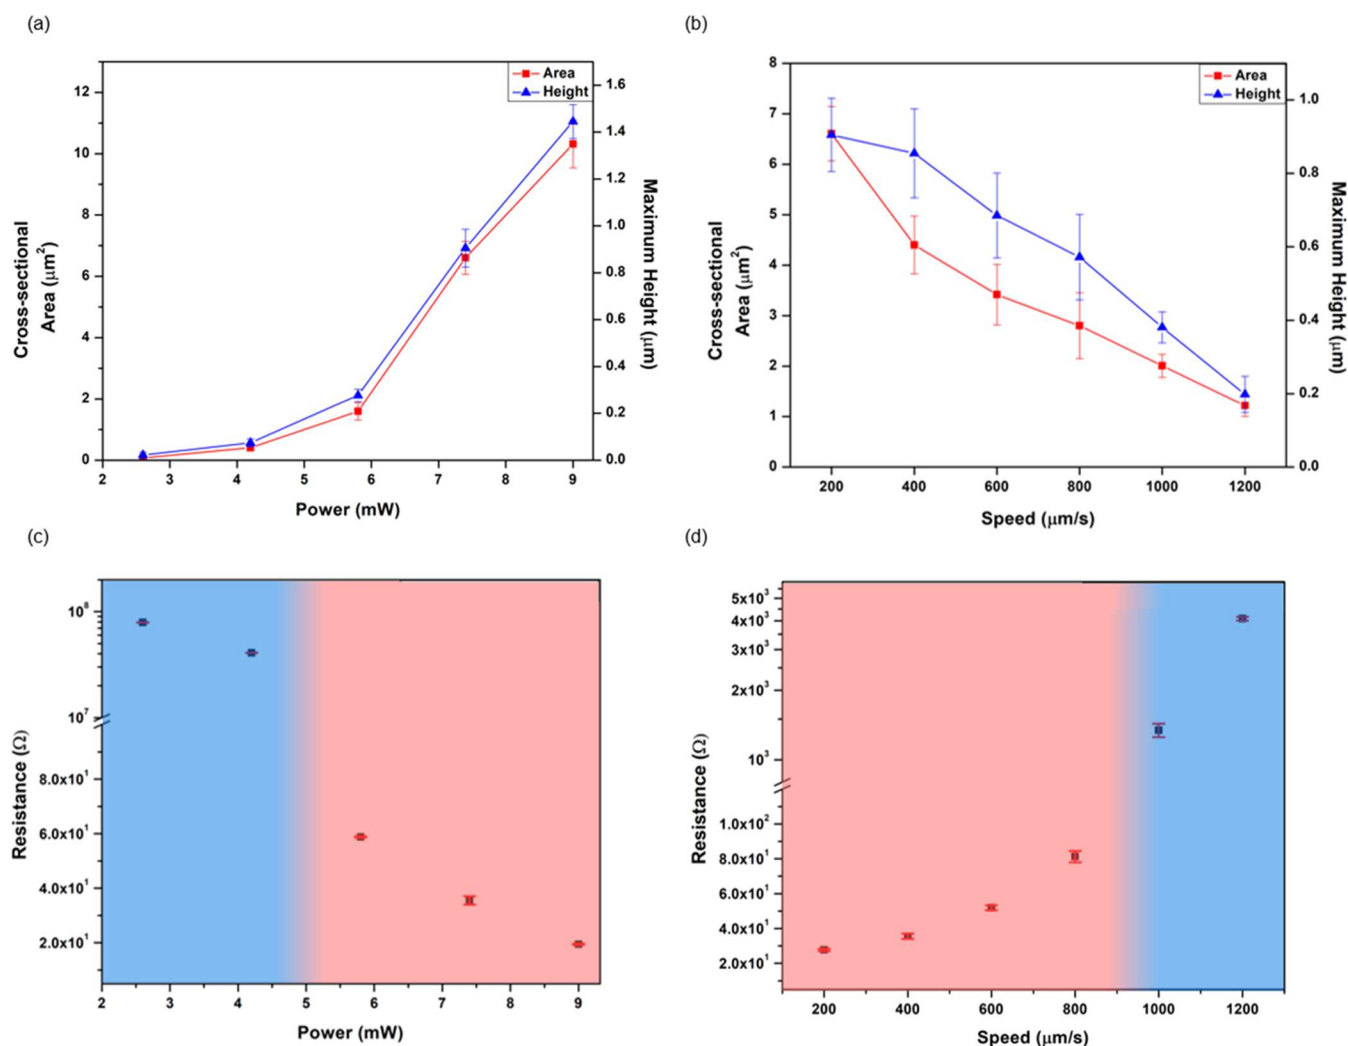 (a)
Area
Height
12
10
8
6
4
2
0
1.6
1.4
1.2
1.0
0.8
0.6
0.4
0.2
0.0
2 3 4 5 6 7 8 9
Cross-sectional
Area (μm²)
Maximum Height (μm)
Power (mW)
(b)
Area
Height
8
7
6
5
4
3
2
1
0
1.0
0.8
0.6
0.4
0.2
0.0
200 400 600 800 1000 1200
Cross-sectional
Area (μm²)
Maximum Height (μm)
Speed (μm/s)
(c)
10⁸
10⁷
8.0x10¹
6.0x10¹
4.0x10¹
2.0x10¹
2 3 4 5 6 7 8 9
Resistance (Ω)
Power (mW)
(d)
5x10³
4x10³
3x10³
2x10³
10³
1.0x10²
8.0x10¹
6.0x10¹
4.0x10¹
2.0x10¹
200 400 600 800 1000 1200
Resistance (Ω)
Speed (μm/s)